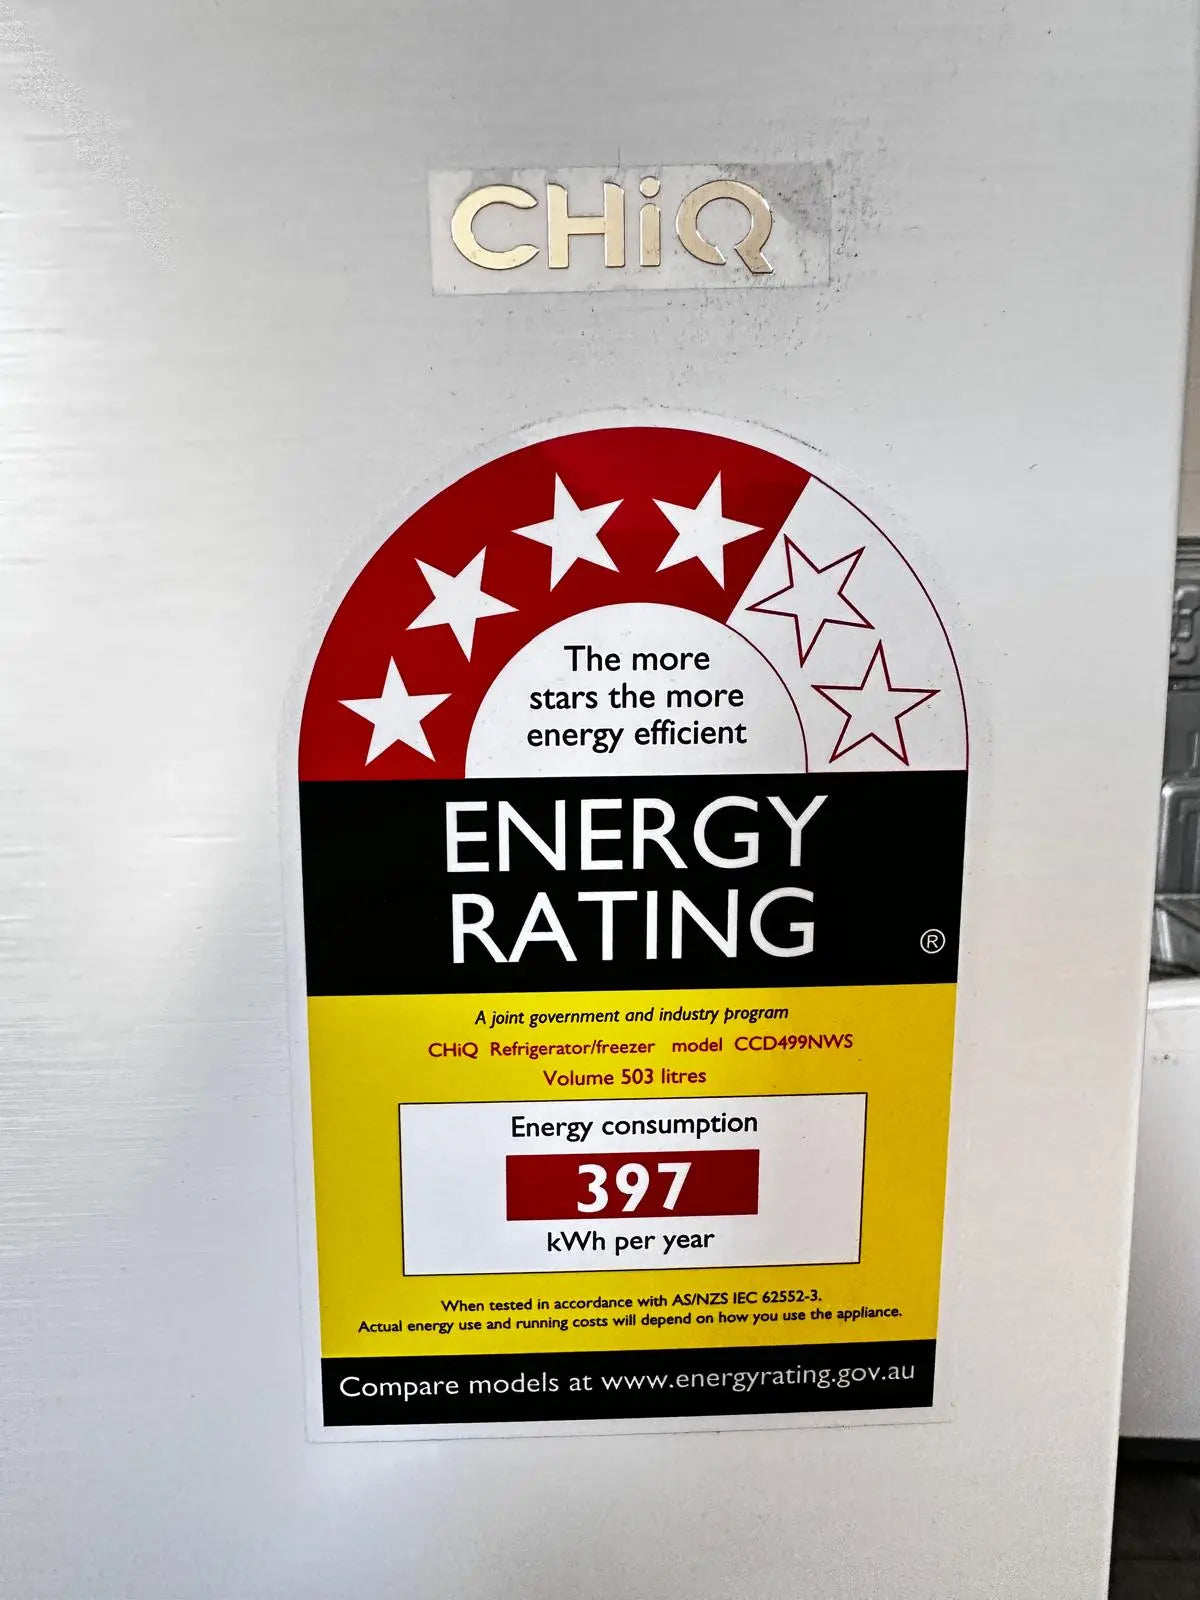 CHiQ
The more
stars the more
energy efficient
ENERGY
RATING
®
A joint government and industry program
CHiQ Refrigerator/freezer model CCD499NWS
Volume 503 litres
Energy consumption
397
kWh per year
When tested in accordance with AS/NZS IEC 62552-3.
Actual energy use and running costs will depend on how you use the appliance.
Compare models at www.energyrating.gov.au